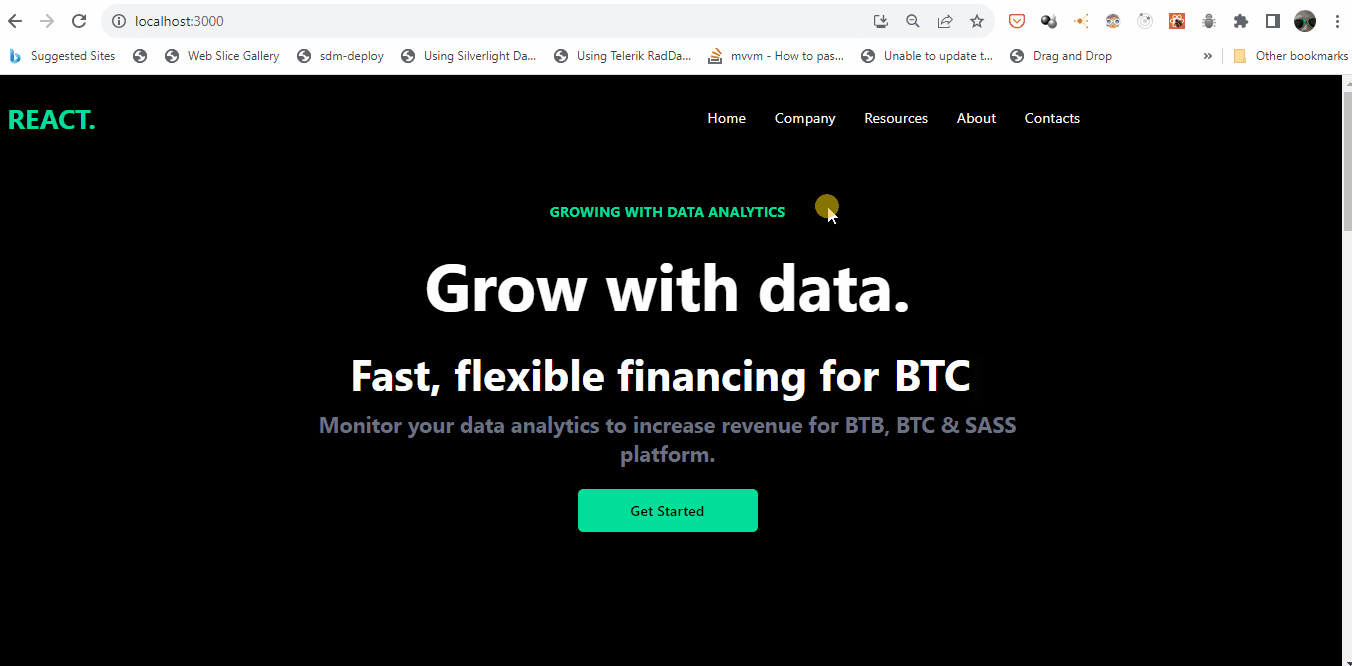 localhost:3000
Suggested Sites Web Slice Gallery sdm-deploy Using Silverlight Da... Using Telerik RadDa... mvvm - How to pas... Unable to update t... Drag and Drop » Other bookmarks
REACT. Home Company Resources About Contacts
GROWING WITH DATA ANALYTICS
Grow with data.
Fast, flexible financing for BTC
Monitor your data analytics to increase revenue for BTB, BTC & SASS
platform.
Get Started